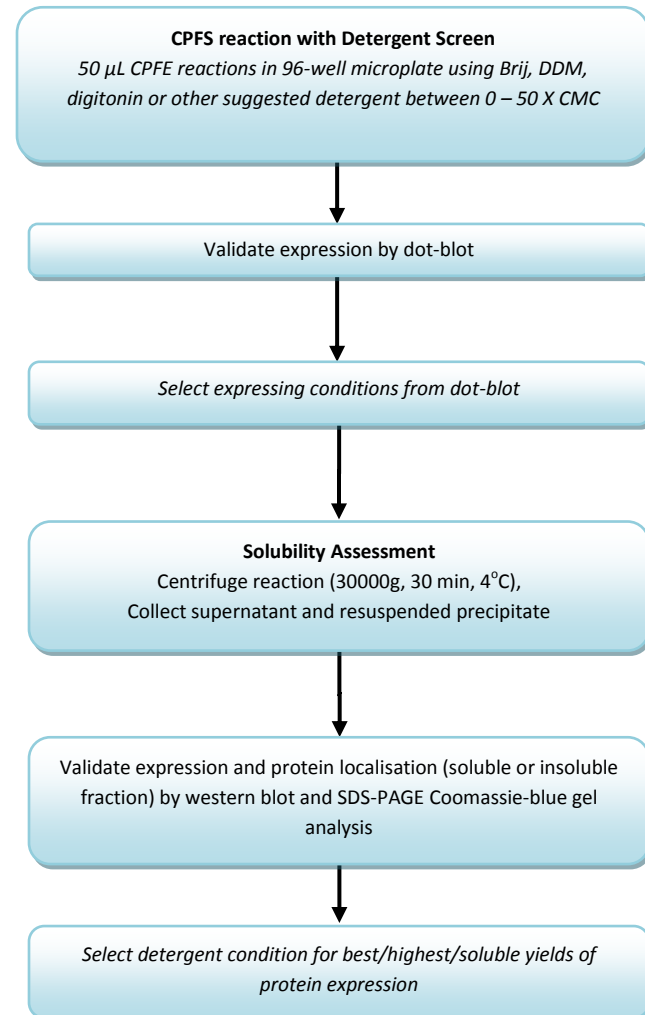 CPFS reaction with Detergent Screen
50 µL CPFE reactions in 96-well microplate using Brij, DDM,
digitonin or other suggested detergent between 0 – 50 X CMC
Validate expression by dot-blot
Select expressing conditions from dot-blot
Solubility Assessment
Centrifuge reaction (30000g, 30 min, 4°C),
Collect supernatant and resuspended precipitate
Validate expression and protein localisation (soluble or insoluble
fraction) by western blot and SDS-PAGE Coomassie-blue gel
analysis
Select detergent condition for best/highest/soluble yields of
protein expression